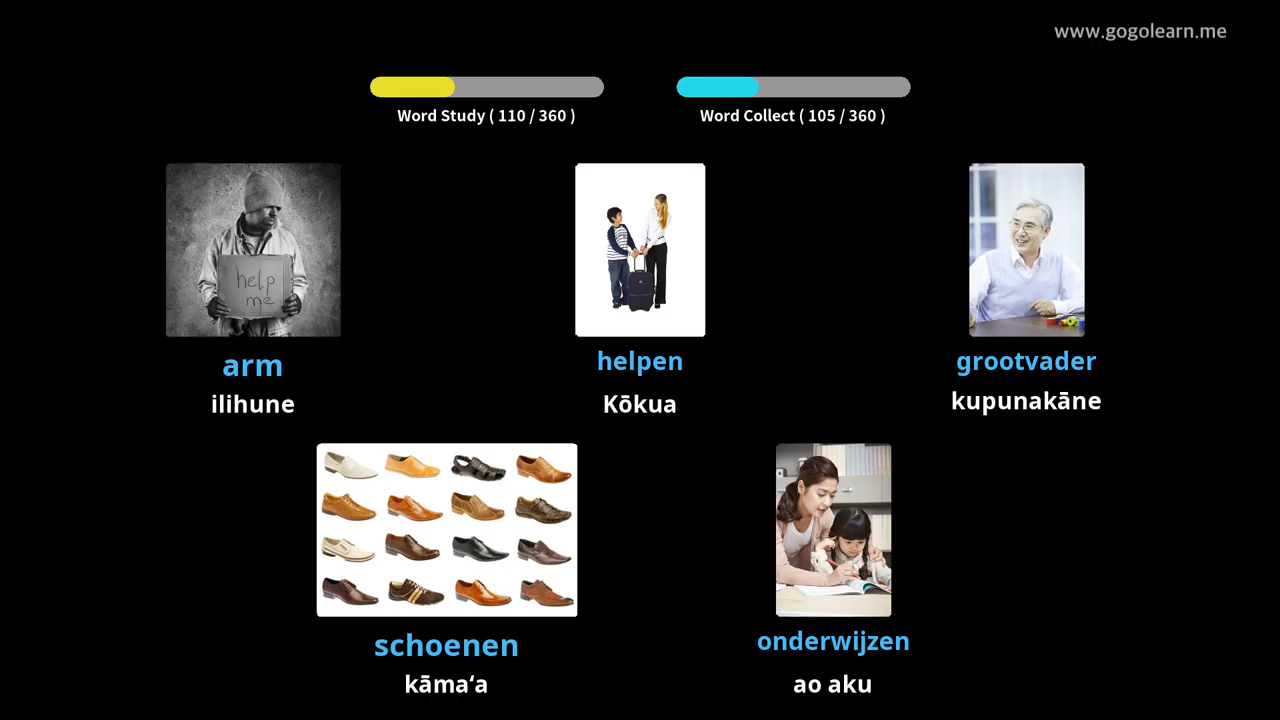 www.gogolearn.me
Word Study ( 110 / 360 )
Word Collect ( 105 / 360 )
help
me
arm
ilihune
helpen
Kōkua
grootvader
kupunakāne
schoenen
kāmaʻa
onderwijzen
ao aku